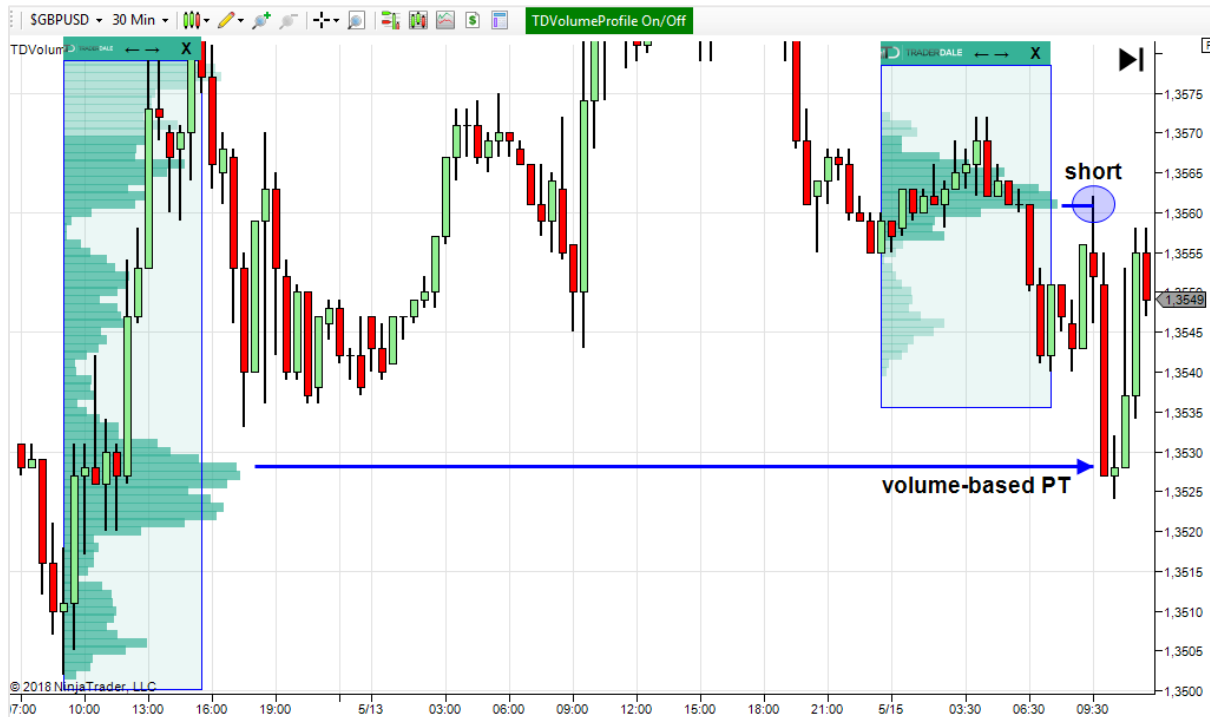 $GBPUSD 30 Min TDVolumeProfile On/Off
TDVolum
TRADERDALE ← → X
TRADERDALE ← → X
1,3575
1,3570
short
1,3565
1,3560
1,3555
1,3549
1,3545
1,3540
1,3535
1,3530
volume-based PT
1,3525
1,3520
1,3515
1,3510
1,3505
© 2018 NinjaTrader, LLC
1,3500
07:00 10:00 13:00 16:00 19:00 5/13 03:00 06:00 09:00 12:00 15:00 18:00 21:00 5/15 03:30 06:30 09:30